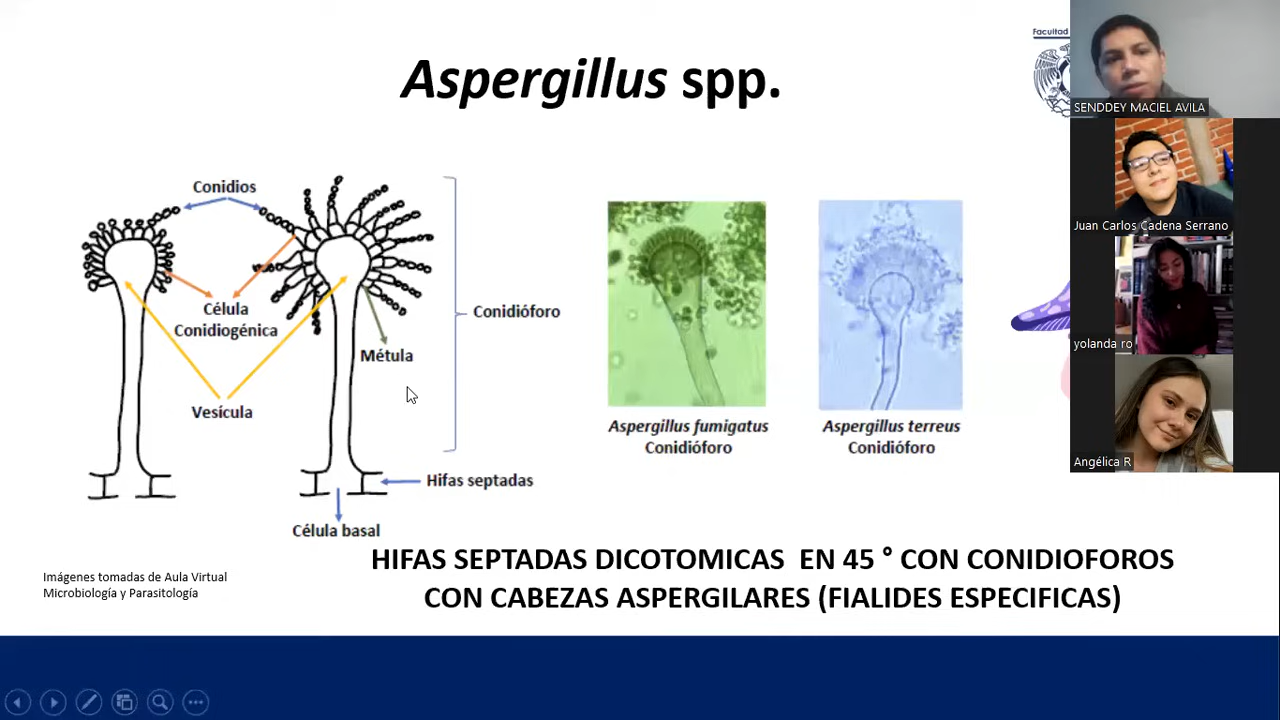 Facultad
Aspergillus spp.
SENDDEY MACIEL AVILA
Juan Carlos Cadena Serrano
yolanda ro
Angélica R
Conidios
Célula
Conidiogénica
Métula
Vesícula
Conidióforo
Hifas septadas
Célula basal
Aspergillus fumigatus
Conidióforo
Aspergillus terreus
Conidióforo
HIFAS SEPTADAS DICOTOMICAS EN 45 ° CON CONIDIOFOROS
CON CABEZAS ASPERGILARES (FIALIDES ESPECIFICAS)
Imágenes tomadas de Aula Virtual
Microbiología y Parasitología